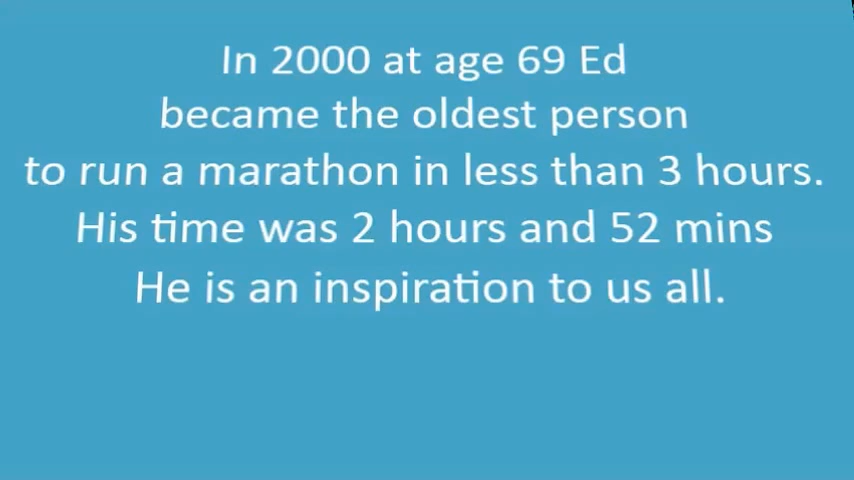 In 2000 at age 69 Ed
became the oldest person
to run a marathon in less than 3 hours.
His time was 2 hours and 52 mins
He is an inspiration to us all.